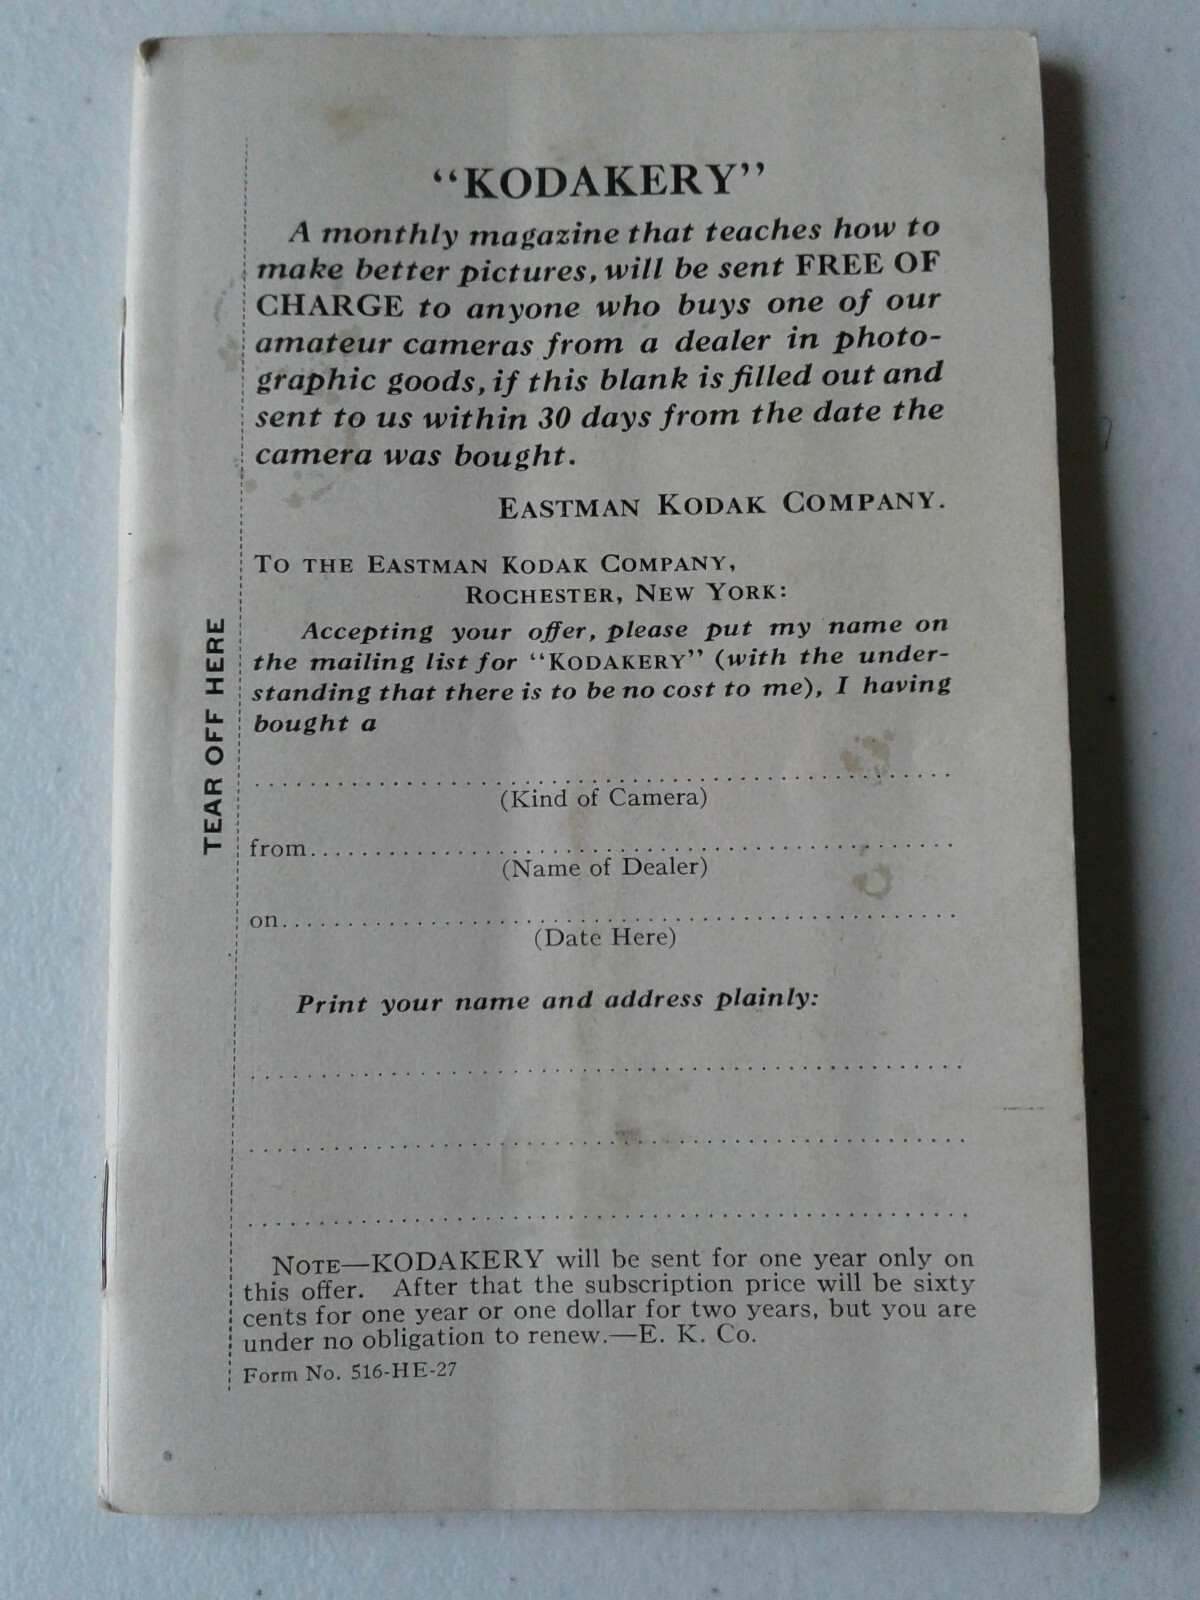 “KODAKERY”
A monthly magazine that teaches how to
make better pictures, will be sent FREE OF
CHARGE to anyone who buys one of our
amateur cameras from a dealer in photo-
graphic goods, if this blank is filled out and
sent to us within 30 days from the date the
camera was bought.
EASTMAN KODAK COMPANY.
TO THE EASTMAN KODAK COMPANY,
ROCHESTER, NEW YORK:
Accepting your offer, please put my name on
the mailing list for “KODAKERY” (with the under-
standing that there is to be no cost to me), I having
bought a
(Kind of Camera)
from
(Name of Dealer)
on
(Date Here)
Print your name and address plainly:
NOTE—KODAKERY will be sent for one year only on
this offer. After that the subscription price will be sixty
cents for one year or one dollar for two years, but you are
under no obligation to renew.—E. K. Co.
Form No. 516-HE-27
TEAR OFF HERE